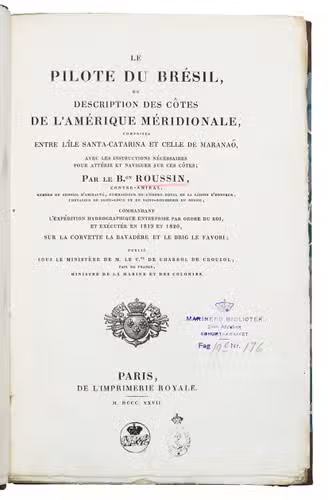 LE
PILOTE DU BRÉSIL,
OU
DESCRIPTION DES CÔTES
DE L'AMÉRIQUE MÉRIDIONALE,
COMPRISES
ENTRE L'ÎLE SANTA-CATARINA ET CELLE DE MARANAÕ,
AVEC LES INSTRUCTIONS NÉCESSAIRES
POUR ATTÉRIR ET NAVIGUER SUR CES CÔTES;
PAR LE B.ON ROUSSIN,
CONTRE-AMIRAL,
COMMANDANT
L'EXPÉDITION HYDROGRAPHIQUE ENTREPRISE PAR ORDRE DU ROI,
ET EXÉCUTÉE EN 1819 ET 1820,
SUR LA CORVETTE LA BAYADÈRE ET LE BRIG LE FAVORI;
PUBLIÉ
SOUS LE MINISTÈRE DE M. LE C.TE DE CHABROL DE CROUZOL,
PAIR DE FRANCE,
MINISTRE DE LA MARINE ET DES COLONIES.
MARINENS BIBLIOTEK
Fag Nr. 176
PARIS,
DE L'IMPRIMERIE ROYALE.
M. DCCC. XXVII.